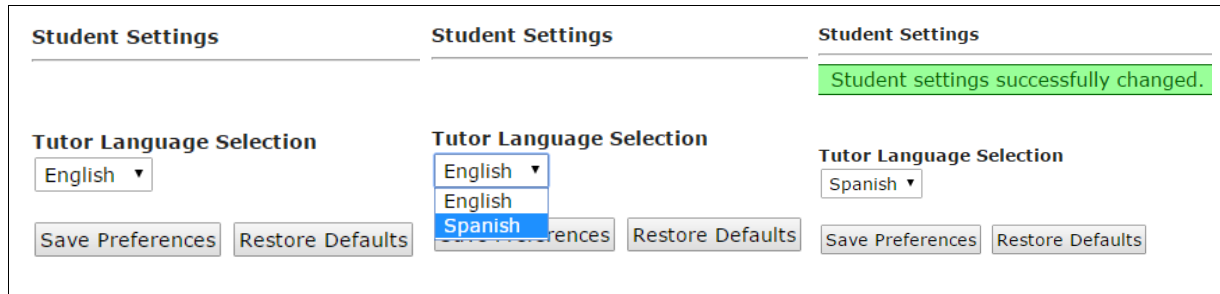 Student Settings
Tutor Language Selection
English
Save Preferences Restore Defaults
Student Settings
Tutor Language Selection
English
English
Spanish
Restore Defaults
Student Settings
Student settings successfully changed.
Tutor Language Selection
Spanish
Save Preferences Restore Defaults